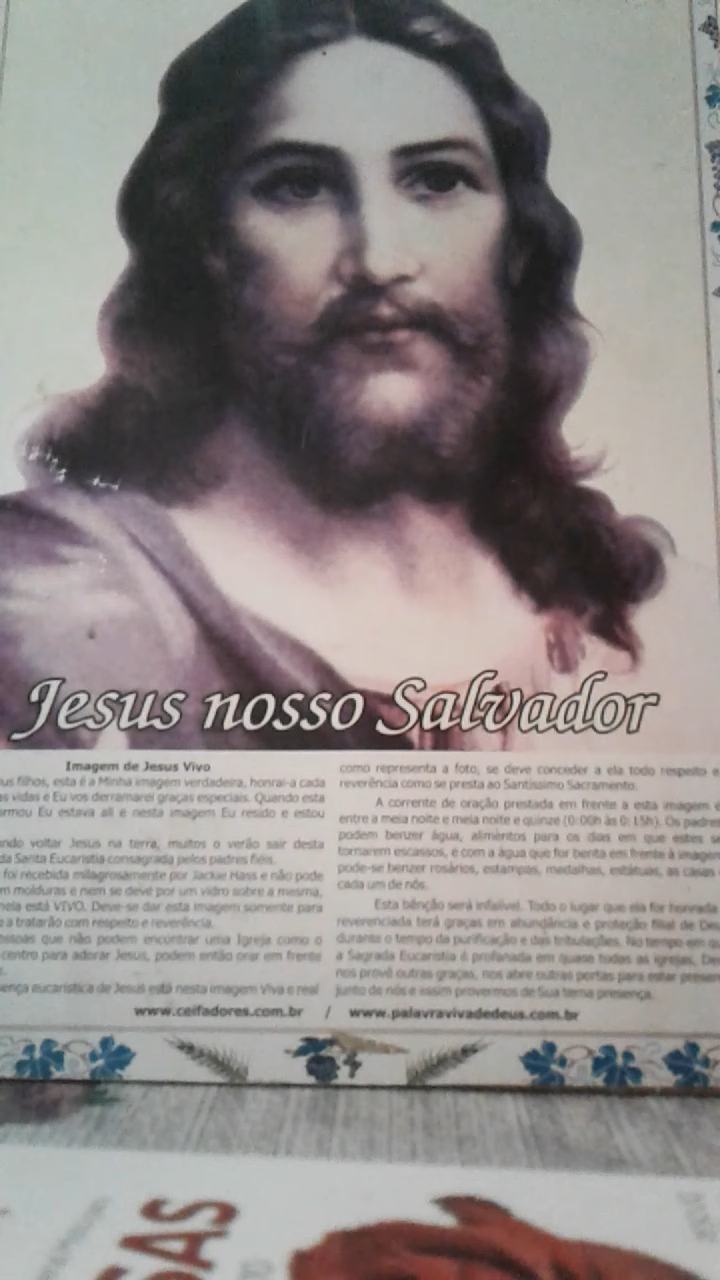 Jesus nosso Salvador
Imagem de Jesus Vivo
us filhos, esta é a Minha imagem verdadeira, honrai-a cada
s vidas e Eu vos derramarei graças especiais. Quando esta
rmou Eu estava ali e nesta imagem Eu resido e estou
ndo voltar Jesus na terra, muitos o verão sair desta
da Santa Eucaristia consagrada pelos padres fiéis.
foi recebida milagrosamente por Jackie Hass e não pode
m molduras e nem se deve por um vidro sobre a mesma,
nela está VIVO. Deve-se dar esta imagem somente para
e a tratarão com respeito e reverência.
essoas que não podem encontrar uma Igreja como o
centro para adorar Jesus, podem então orar em frente
ença eucarística de Jesus está nesta imagem Viva e real
como representa a foto, se deve conceder a ela todo respeito e
reverência como se presta ao Santíssimo Sacramento.
A corrente de oração prestada em frente a esta imagem é
entre a meia noite e meia noite e quinze (0:00h às 0:15h). Os padres
podem benzer água, alimentos para os dias em que estes se
tornarem escassos, e com a água que for benta em frente à imagem
pode-se benzer rosários, estampas, medalhas, estátuas, as casas
cada um de nós.
Esta bênção será infalível. Todo o lugar que ela for honrada
reverenciada terá graças em abundância e proteção filial de De
durante o tempo da purificação e das tribulações. No tempo em q
a Sagrada Eucaristia é profanada em quase todas as igrejas, De
nos provê outras graças, nos abre outras portas para estar presen
junto de nós e assim provermos de Sua terna presença.
www.ceifadores.com.br / www.palavravivadedeus.com.br
SAS